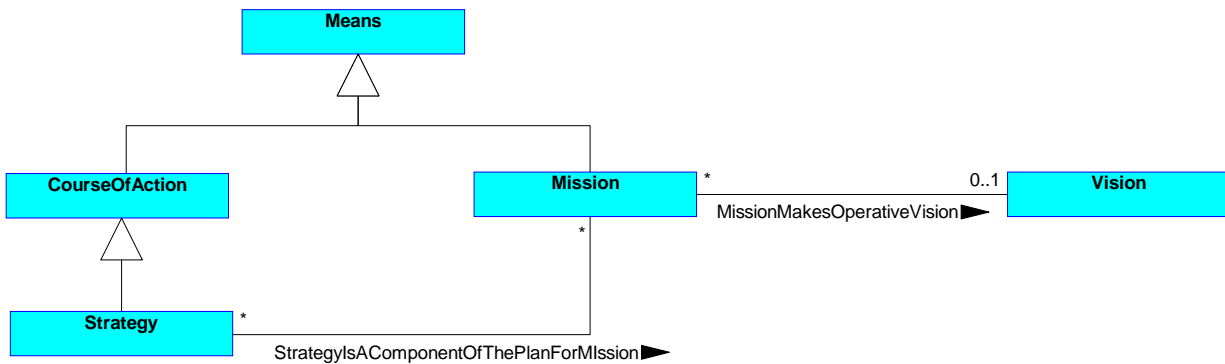 Means
CourseOfAction
Mission
*
0..1
Vision
MissionMakesOperativeVision
*
Strategy
*
StrategyIsAComponentOfThePlanForMIssion